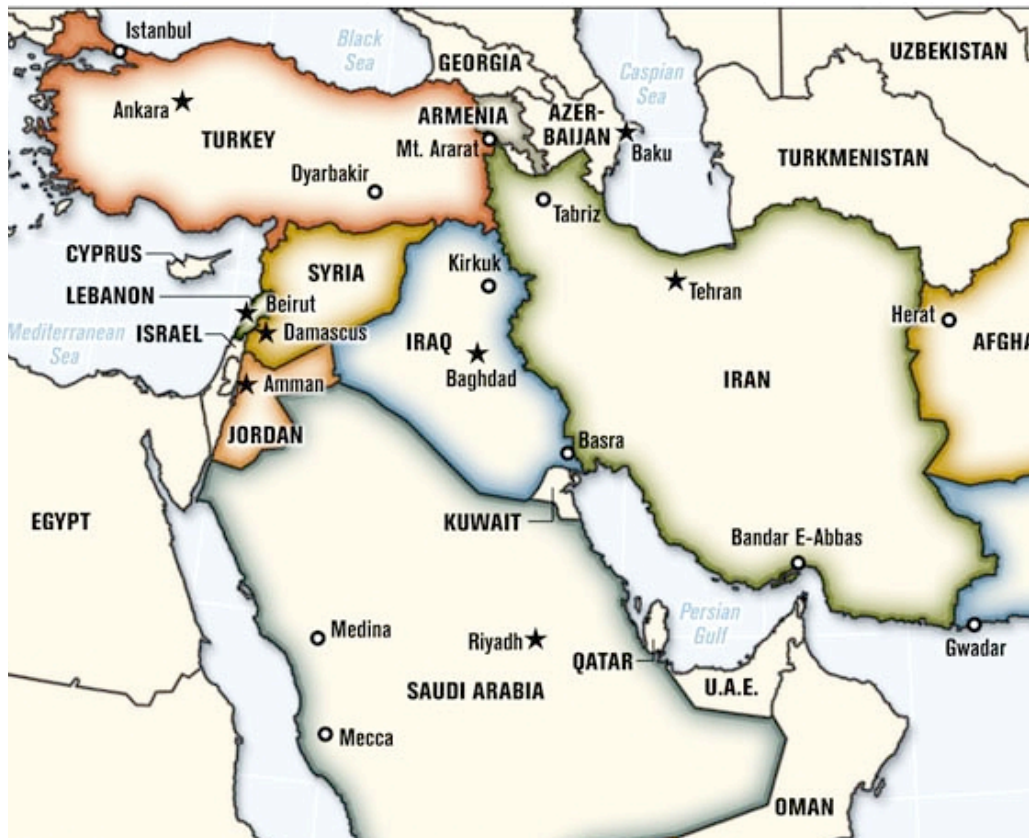 Istanbul
Black
Sea
GEORGIA
Caspian
Sea
UZBEKISTAN
Ankara
TURKEY
ARMENIA
AZER-
BAIJAN
Mt. Ararat
Baku
TURKMENISTAN
Dyarbakir
Tabriz
CYPRUS
SYRIA
Kirkuk
Tehran
LEBANON
Beirut
Herat
Mediterranean
Sea
ISRAEL
Damascus
IRAQ
Baghdad
AFGHA
IRAN
Amman
JORDAN
Basra
EGYPT
KUWAIT
Bandar E-Abbas
Medina
Riyadh
Persian
Gulf
QATAR
Gwadar
SAUDI ARABIA
U.A.E.
Mecca
OMAN